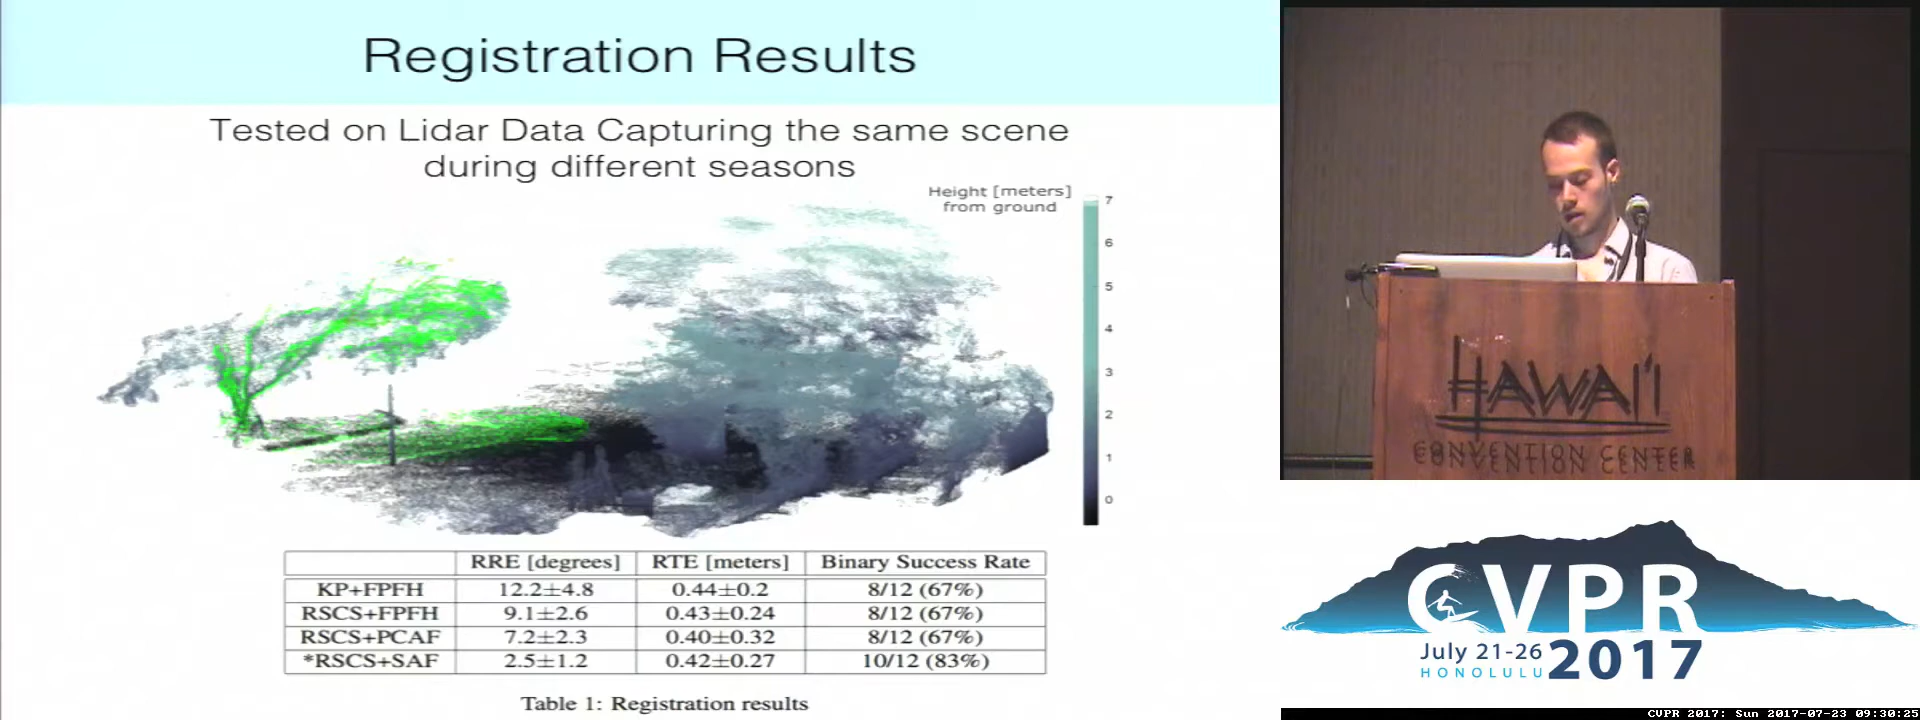 Registration Results
Tested on Lidar Data Capturing the same scene
during different seasons
Height [meters]
from ground
7
6
5
4
3
2
1
0
RRE [degrees] RTE [meters] Binary Success Rate
KP+FPFH 12.2±4.8 0.44±0.2 8/12 (67%)
RSCS+FPFH 9.1±2.6 0.43±0.24 8/12 (67%)
RSCS+PCAF 7.2±2.3 0.40±0.32 8/12 (67%)
*RSCS+SAF 2.5±1.2 0.42±0.27 10/12 (83%)
Table 1: Registration results
HAWAI'I
CONVENTION CENTER
CVPR
July 21-26 2017
HONOLULU
CVPR 2017: Sun 2017-07-23 09:30:25